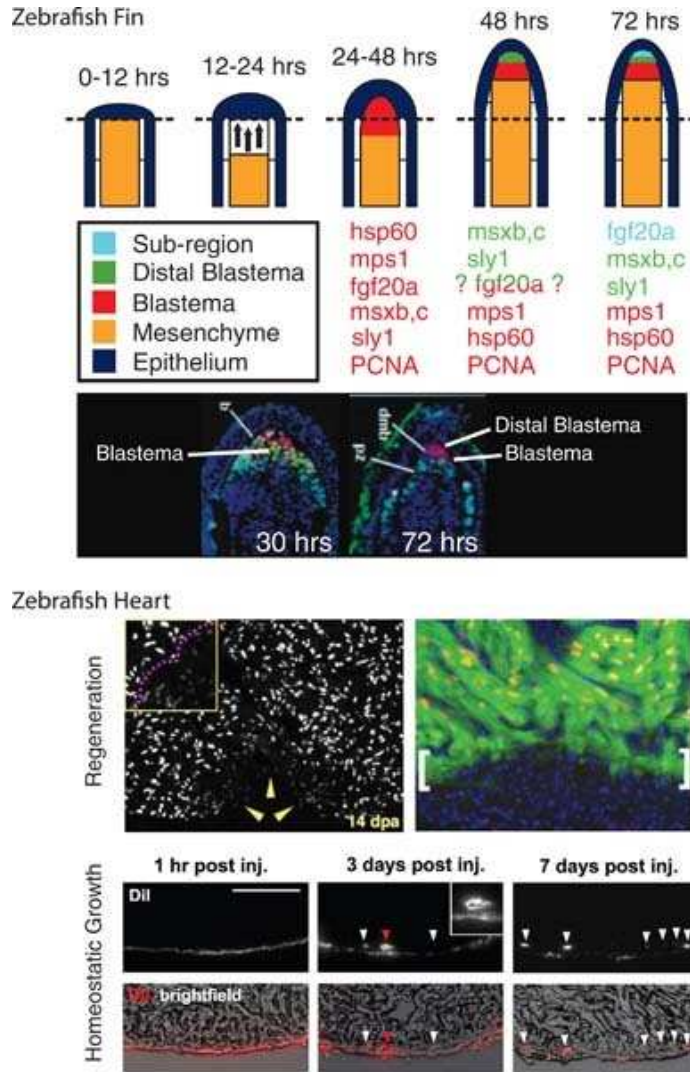 Zebrafish Fin
0-12 hrs
12-24 hrs
24-48 hrs
48 hrs
72 hrs
Sub-region
Distal Blastema
Blastema
Mesenchyme
Epithelium
hsp60
mps1
fgf20a
msxb,c
sly1
PCNA
msxb,c
sly1
? fgf20a ?
mps1
hsp60
PCNA
fgf20a
msxb,c
sly1
mps1
hsp60
PCNA
b
Blastema
30 hrs
dmb
pz
Distal Blastema
Blastema
72 hrs
Zebrafish Heart
Regeneration
14 dpa
[ ]
Homeostatic Growth
1 hr post inj.
3 days post inj.
7 days post inj.
DiI
DiI brightfield